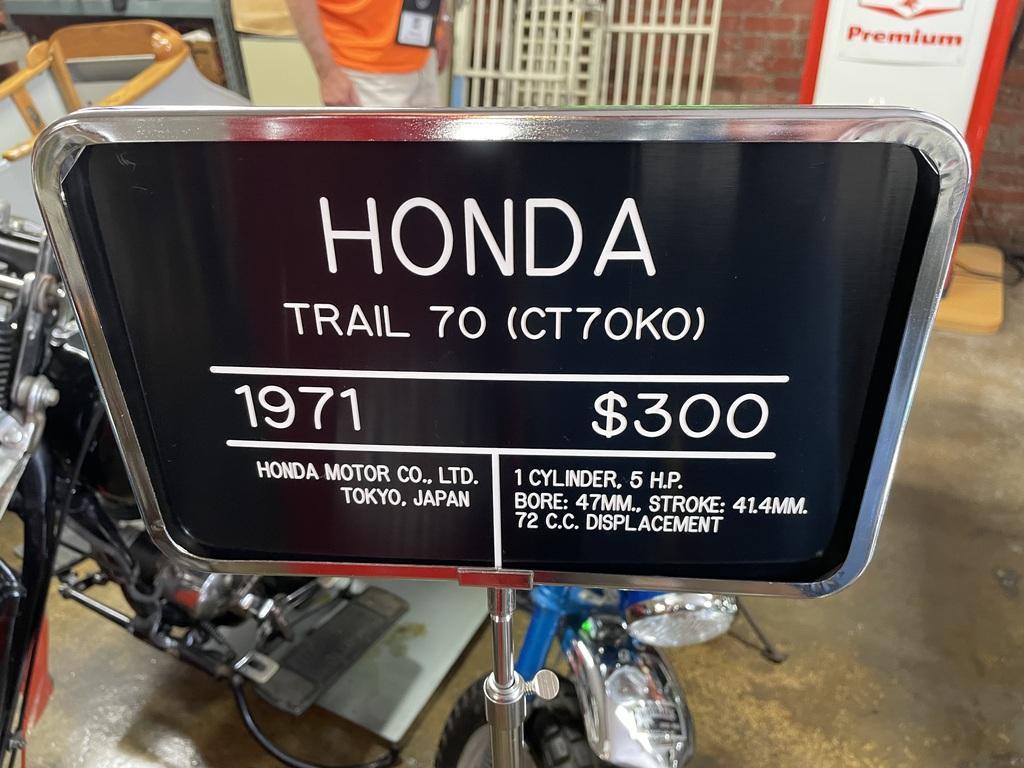 Premium
HONDA
TRAIL 70 (CT70K0)
1971 $300
HONDA MOTOR CO., LTD.
TOKYO, JAPAN
1 CYLINDER, 5 H.P.
BORE: 47MM., STROKE: 41.4MM.
72 C.C. DISPLACEMENT